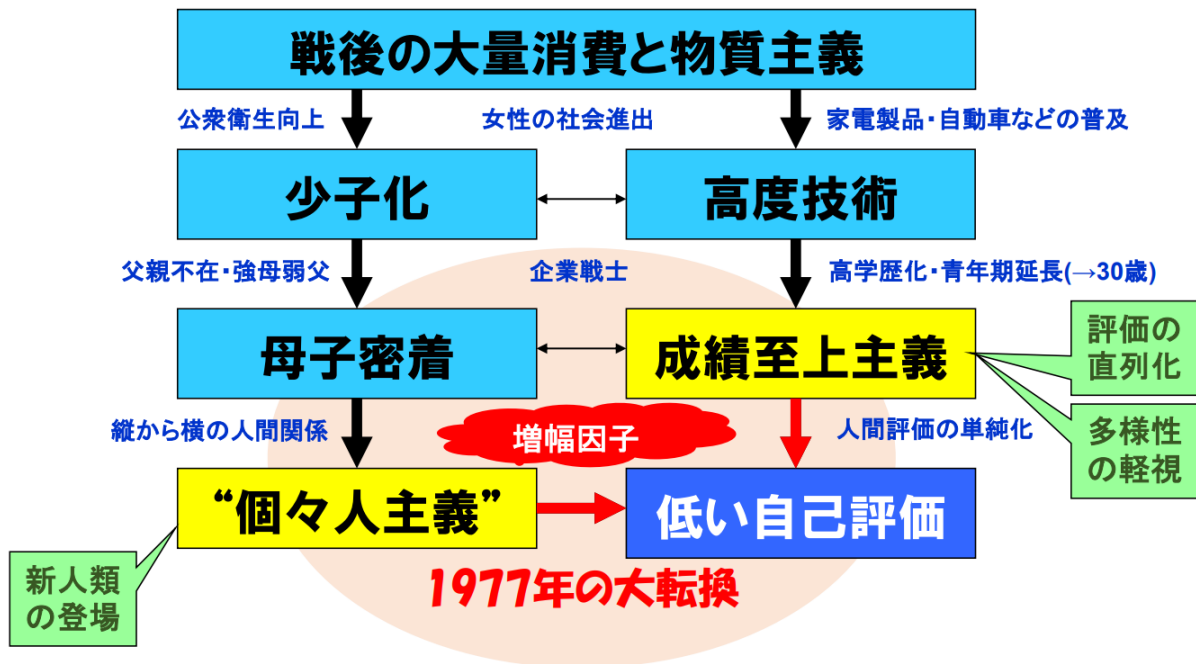 戦後の大量消費と物質主義
公衆衛生向上
女性の社会進出
家電製品・自動車などの普及
少子化
高度技術
父親不在・強母弱父
企業戦士
高学歴化・青年期延長(→30歳)
母子密着
成績至上主義
評価の
直列化
縦から横の人間関係
増幅因子
人間評価の単純化
多様性
の軽視
“個々人主義”
低い自己評価
新人類
の登場
1977年の大転換